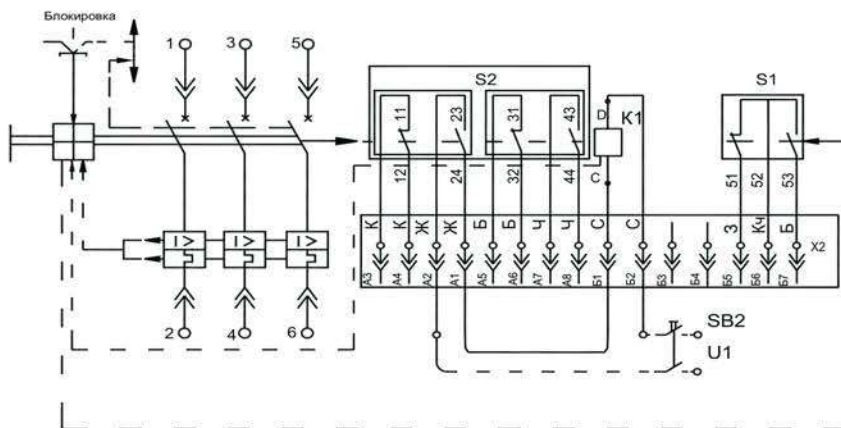 Блокировка
1 3 5
S2
S1
11 23 31 43
D K1
C
12 24 32 44
51 52 53
К К Ж Ж Б Б Ч Ч С С З Кч Б
X2
А3 А4 А2 А1 А5 А6 А7 А8 Б1 Б2 Б3 Б4 Б5 Б6 Б7
I> I> I>
2 4 6
SB2
U1